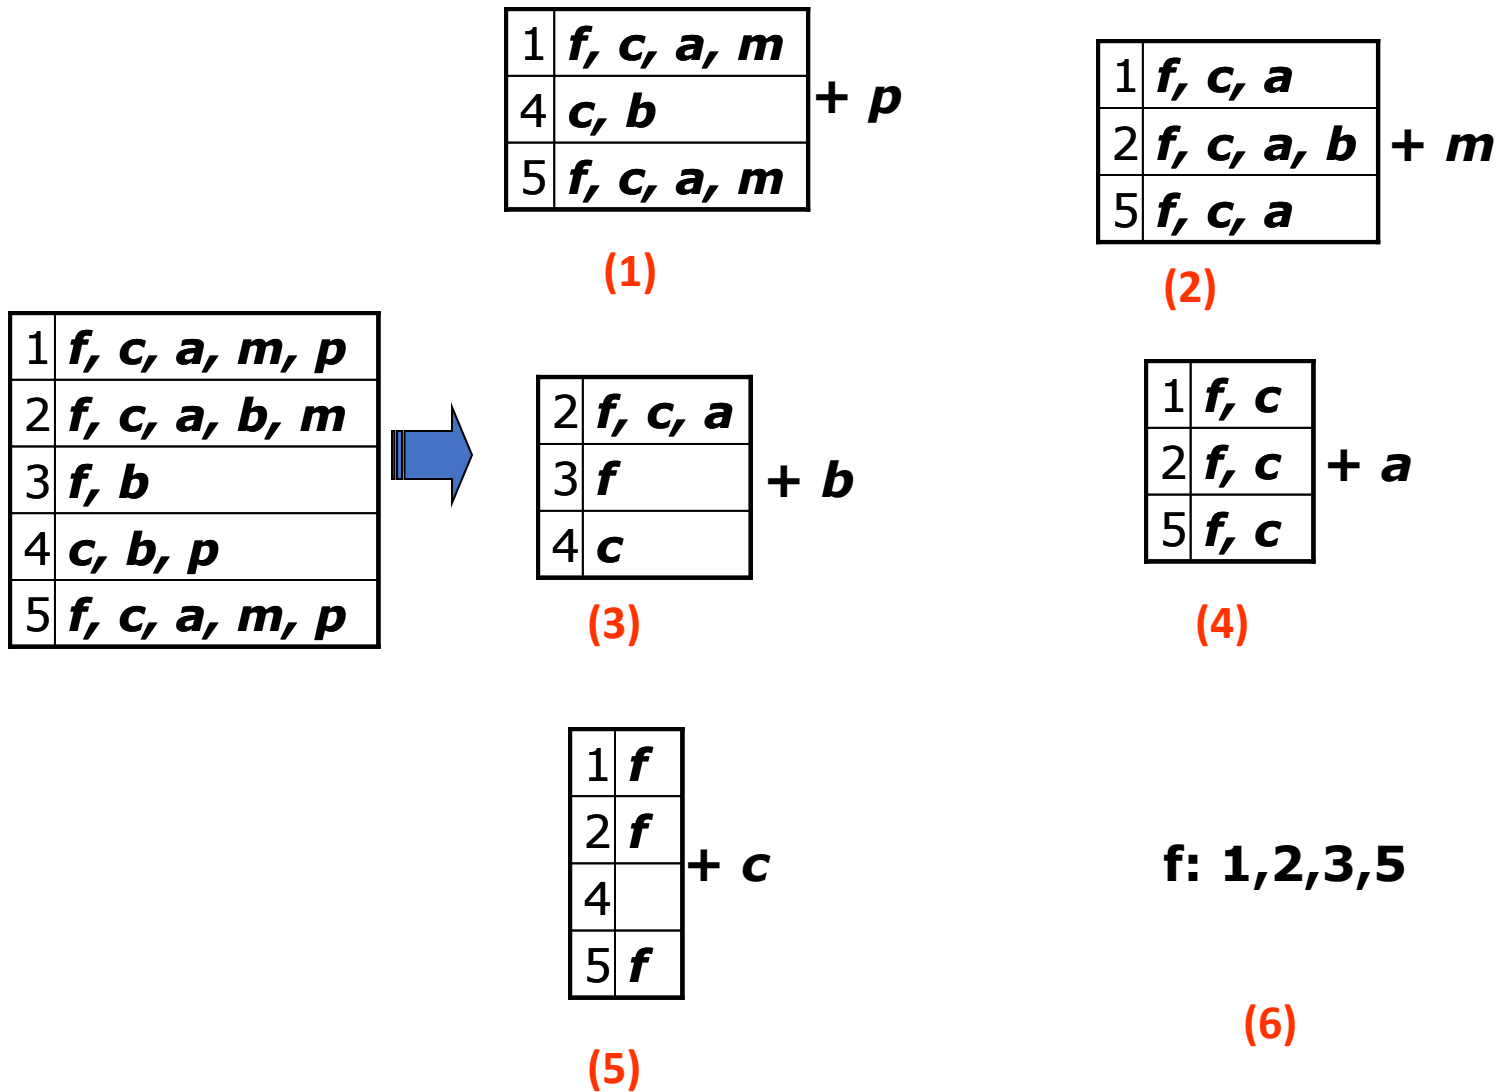 1 f, c, a, m
4 c, b
5 f, c, a, m
+ p
(1)
1 f, c, a
2 f, c, a, b
5 f, c, a
+ m
(2)
1 f, c, a, m, p
2 f, c, a, b, m
3 f, b
4 c, b, p
5 f, c, a, m, p
2 f, c, a
3 f
4 c
+ b
(3)
1 f, c
2 f, c
5 f, c
+ a
(4)
1 f
2 f
4
5 f
+ c
(5)
f: 1,2,3,5
(6)